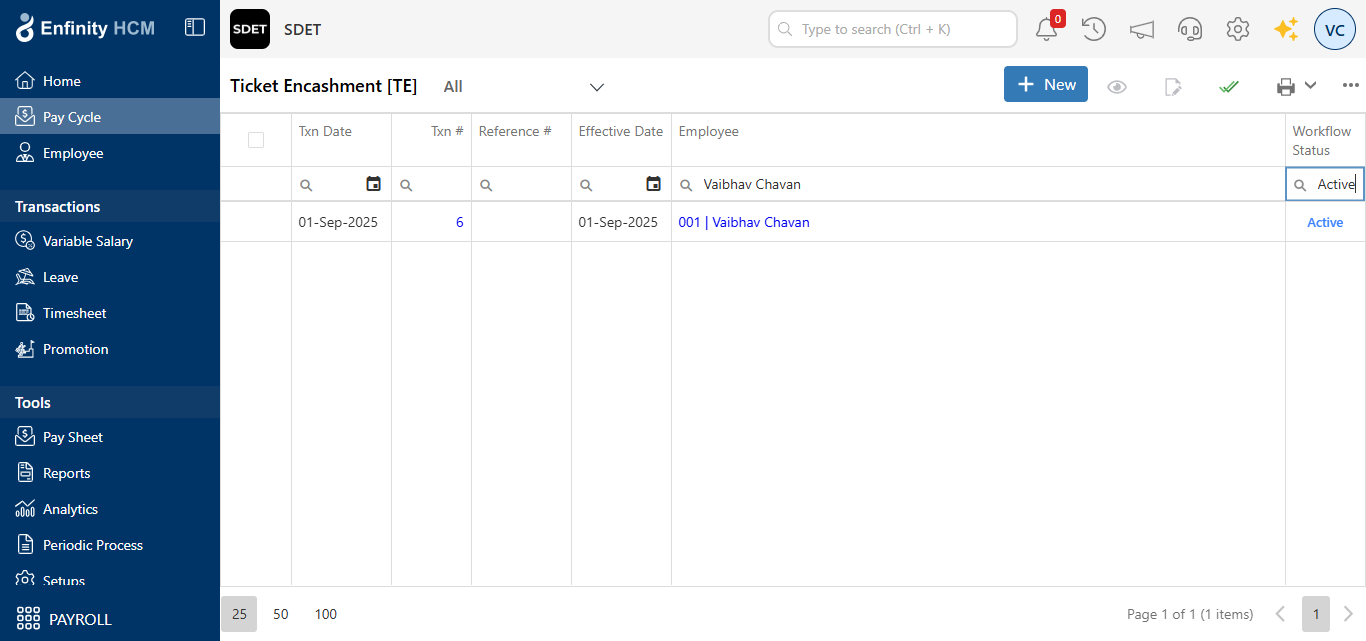 Enfinity HCM
SDET
SDET
Type to search (Ctrl + K)
0
VC
Home
Pay Cycle
Employee
Transactions
Variable Salary
Leave
Timesheet
Promotion
Tools
Pay Sheet
Reports
Analytics
Periodic Process
Setups
PAYROLL
Ticket Encashment [TE]
All
New
Txn Date
Txn #
Reference #
Effective Date
Employee
Workflow
Status
Vaibhav Chavan
Active
01-Sep-2025
6
01-Sep-2025
001 | Vaibhav Chavan
Active
25
50
100
Page 1 of 1 (1 items)
1